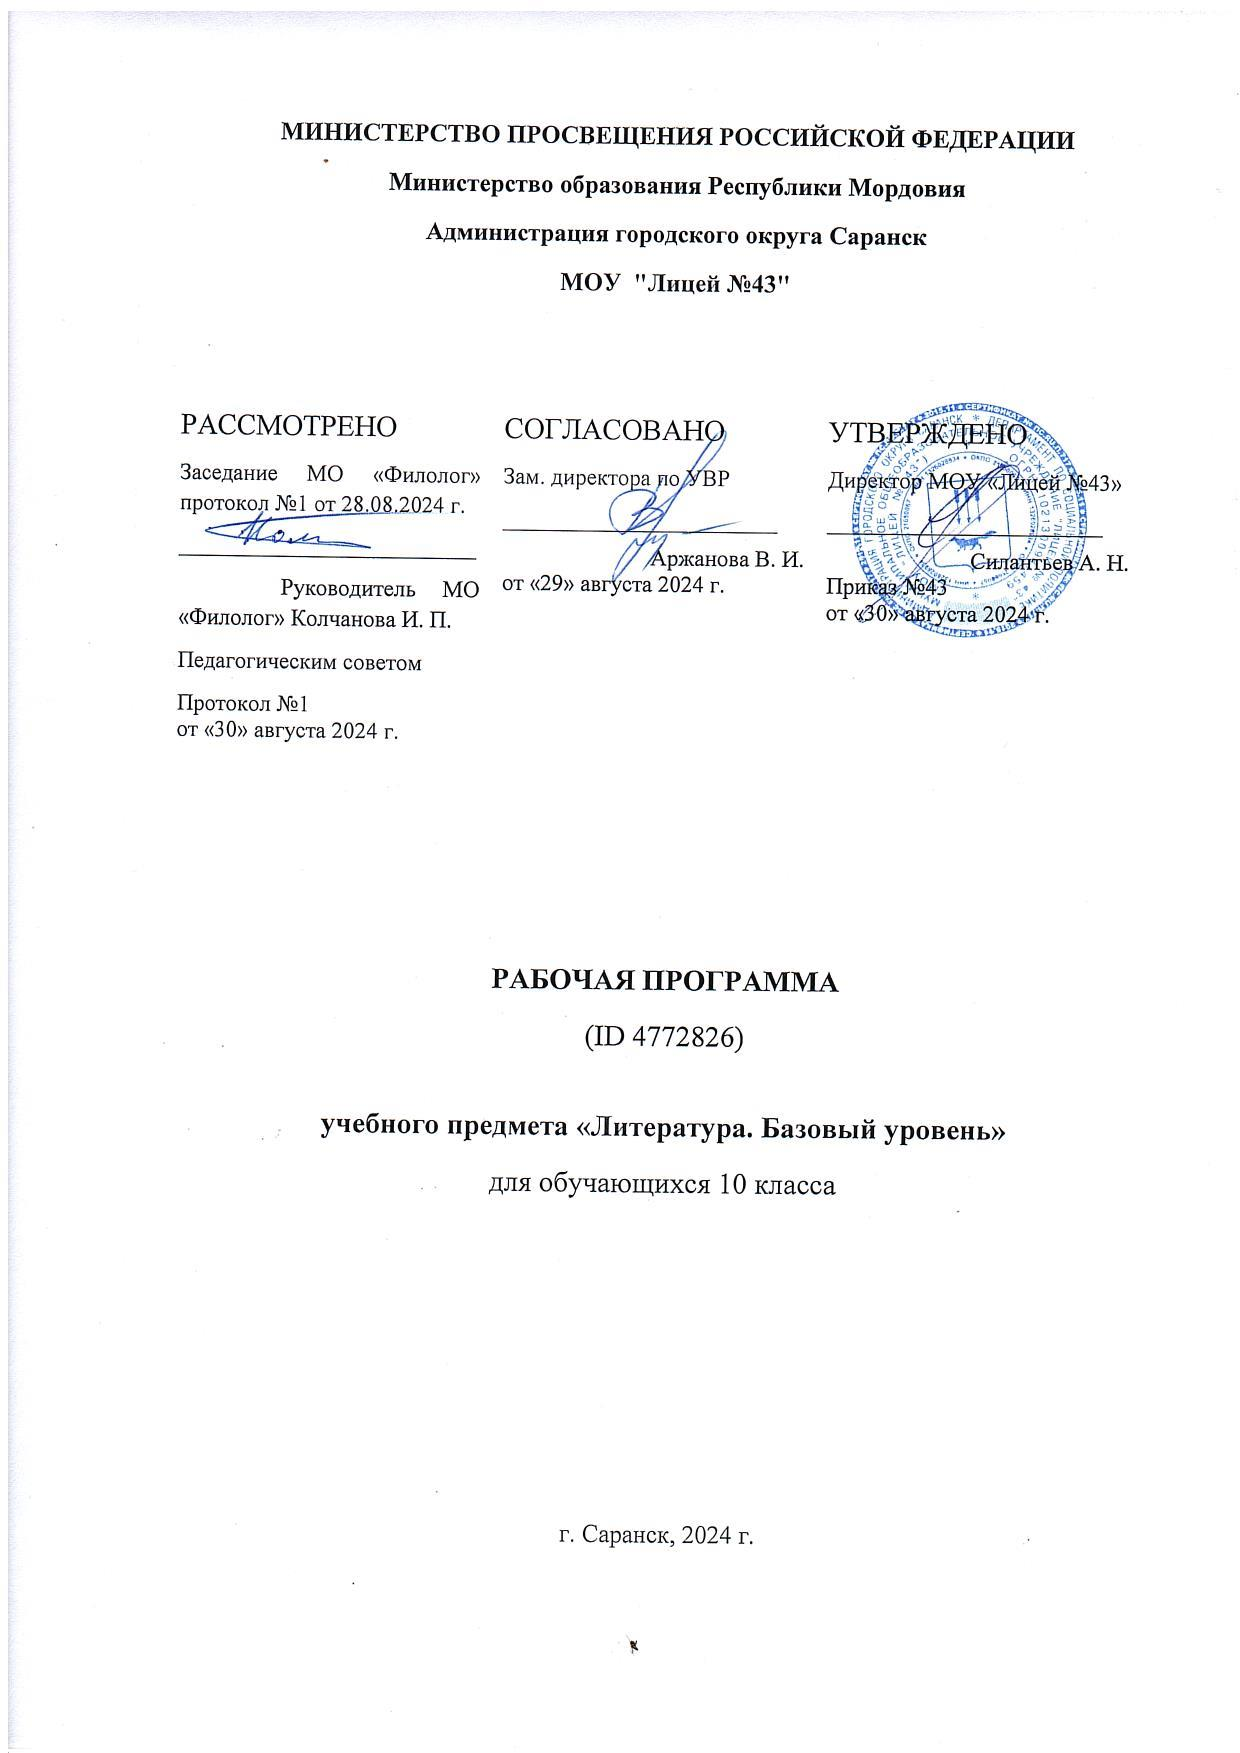 МИНИСТЕРСТВО ПРОСВЕЩЕНИЯ РОССИЙСКОЙ ФЕДЕРАЦИИ
Министерство образования Республики Мордовия
Администрация городского округа Саранск
МОУ "Лицей №43"
РАССМОТРЕНО
Заседание МО «Филолог»
протокол №1 от 28.08.2024 г.
Руководитель МО
«Филолог» Колчанова И. П.
Педагогическим советом
Протокол №1
от «30» августа 2024 г.
СОГЛАСОВАНО
Зам. директора по УВР
Аржанова В. И.
от «29» августа 2024 г.
УТВЕРЖДЕНО
Директор МОУ «Лицей №43»
Силантьев А. Н.
Приказ №43
от «30» августа 2024 г.
РАБОЧАЯ ПРОГРАММА
(ID 4772826)
учебного предмета «Литература. Базовый уровень»
для обучающихся 10 класса
г. Саранск, 2024 г.